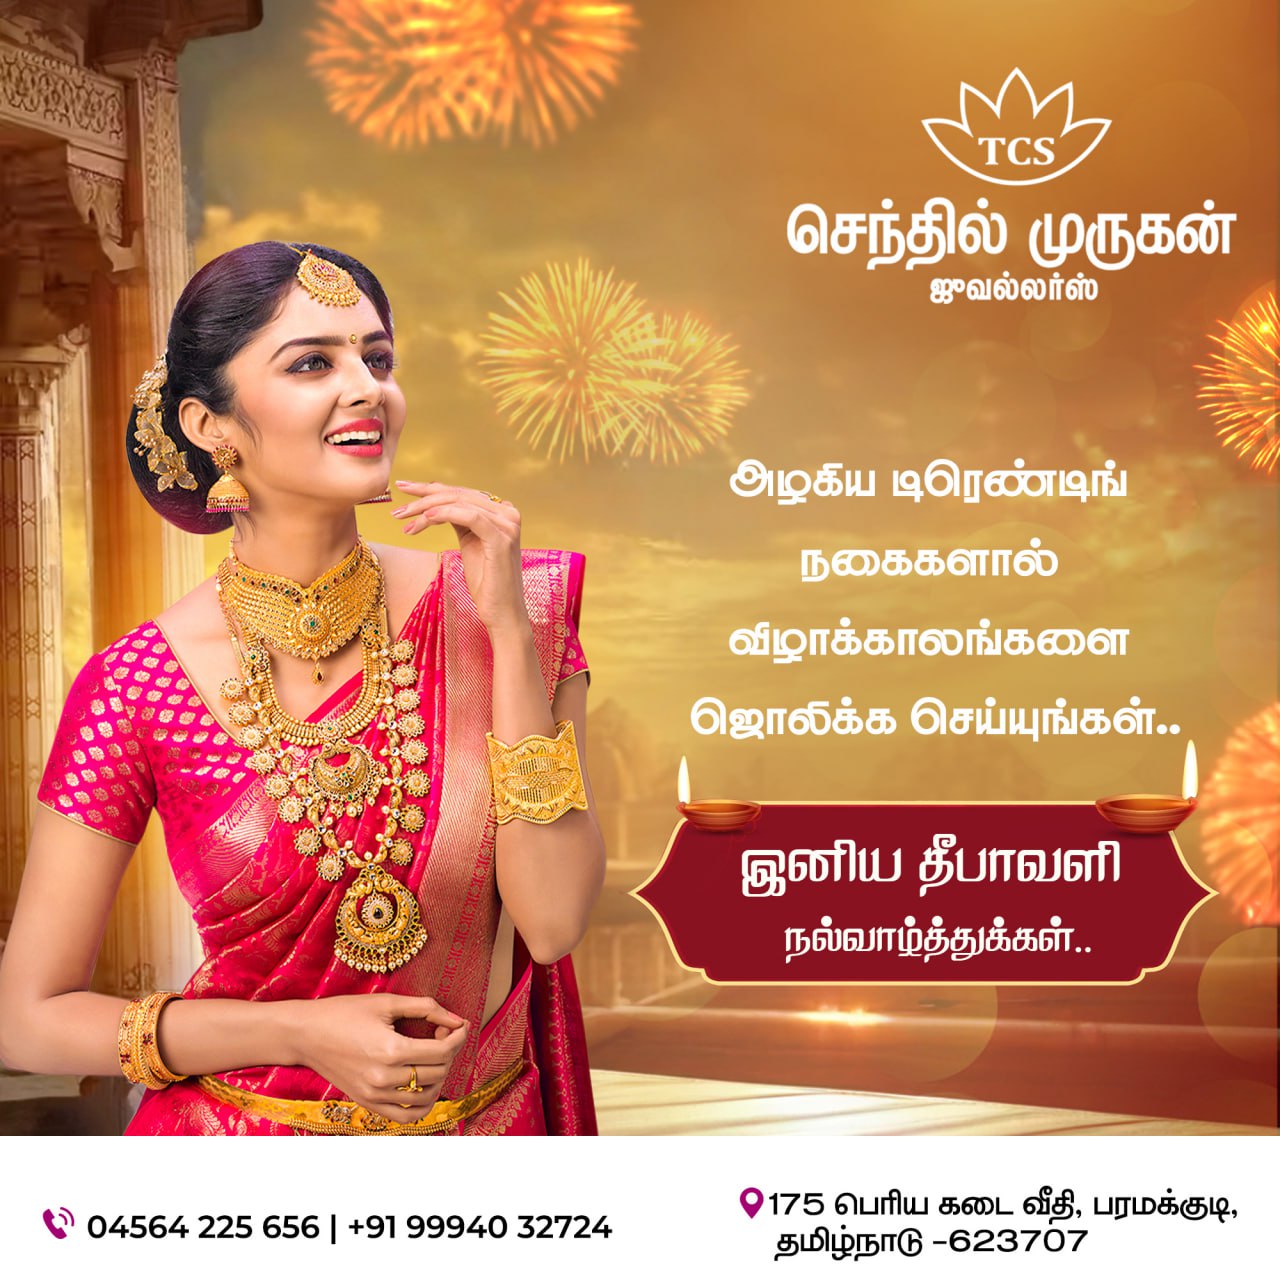 TCS
செந்தில் முருகன்
ஜுவல்லர்ஸ்
அழகிய டிரெண்டிங்
நகைகளால்
விழாக்காலங்களை
ஜொலிக்க செய்யுங்கள்..
இனிய தீபாவளி
நல்வாழ்த்துக்கள்..
04564 225 656 | +91 99940 32724
175 பெரிய கடை வீதி, பரமக்குடி,
தமிழ்நாடு -623707